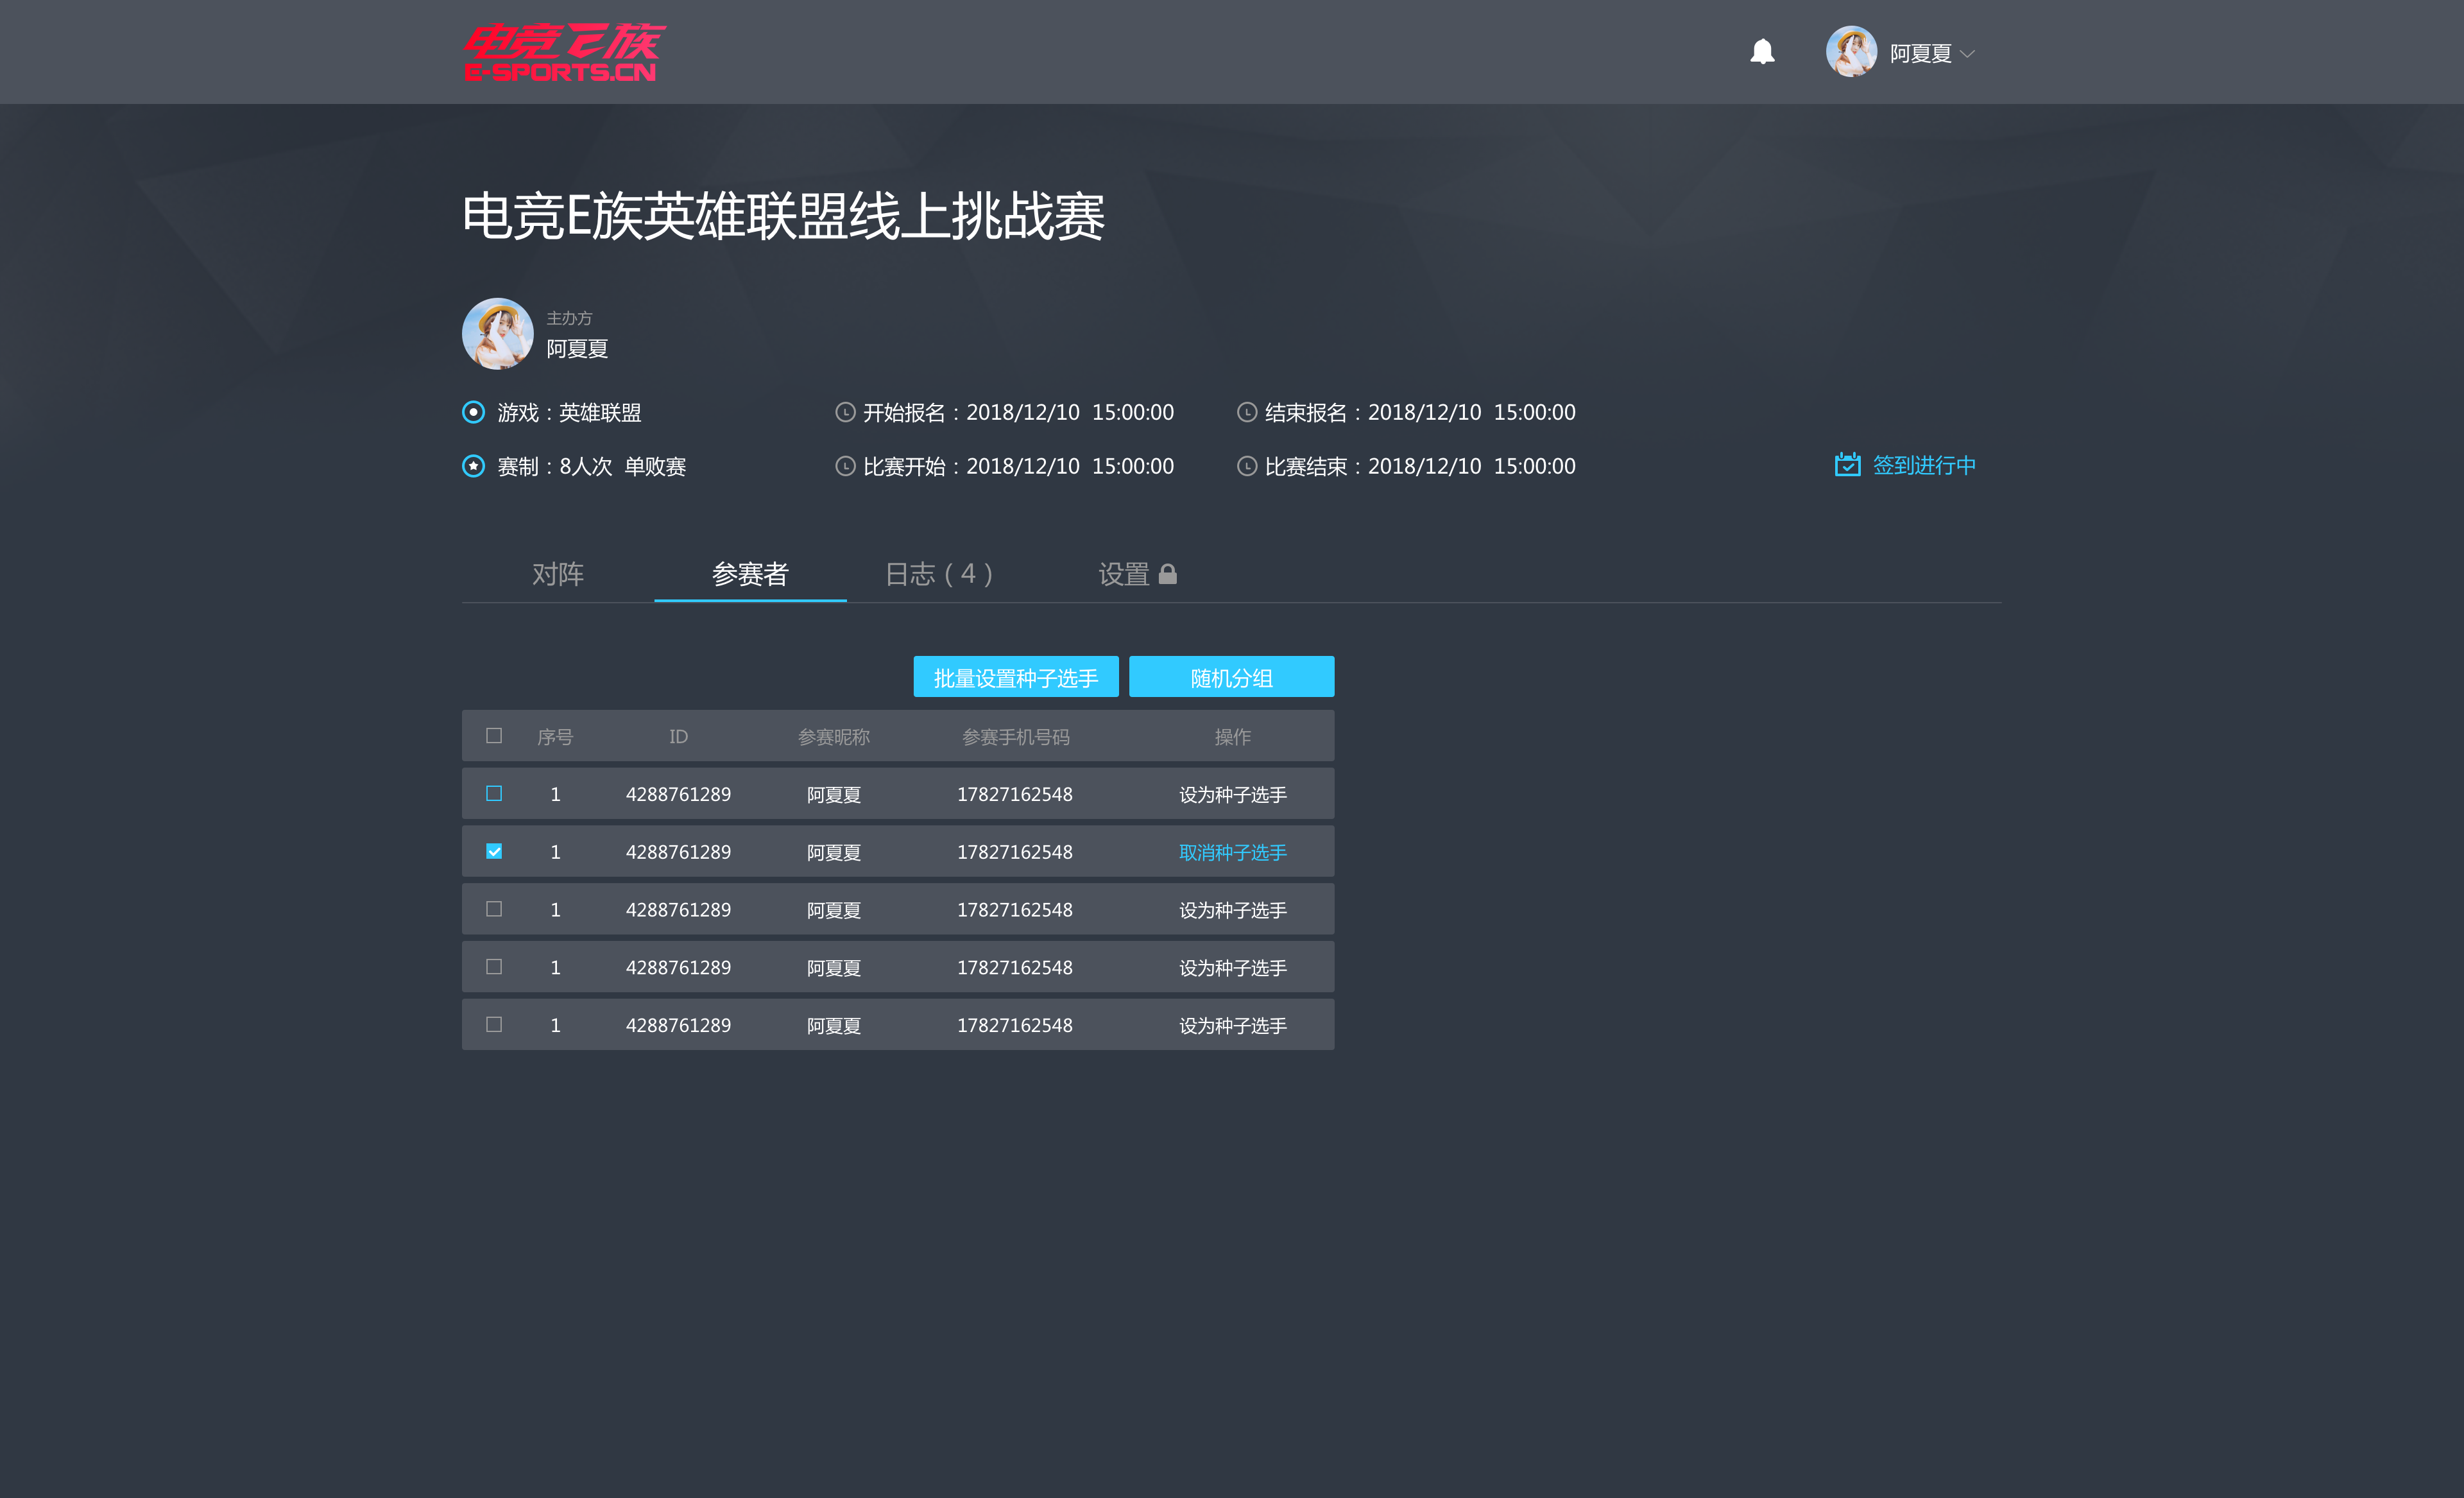 电竞E族
E-SPORTS.CN
阿夏夏
电竞E族英雄联盟线上挑战赛
主办方
阿夏夏
游戏：英雄联盟 开始报名：2018/12/10 15:00:00 结束报名：2018/12/10 15:00:00
赛制：8人次 单败赛 比赛开始：2018/12/10 15:00:00 比赛结束：2018/12/10 15:00:00 签到进行中
对阵 参赛者 日志（4） 设置
批量设置种子选手 随机分组
序号 ID 参赛昵称 参赛手机号码 操作
1 4288761289 阿夏夏 17827162548 设为种子选手
1 4288761289 阿夏夏 17827162548 取消种子选手
1 4288761289 阿夏夏 17827162548 设为种子选手
1 4288761289 阿夏夏 17827162548 设为种子选手
1 4288761289 阿夏夏 17827162548 设为种子选手